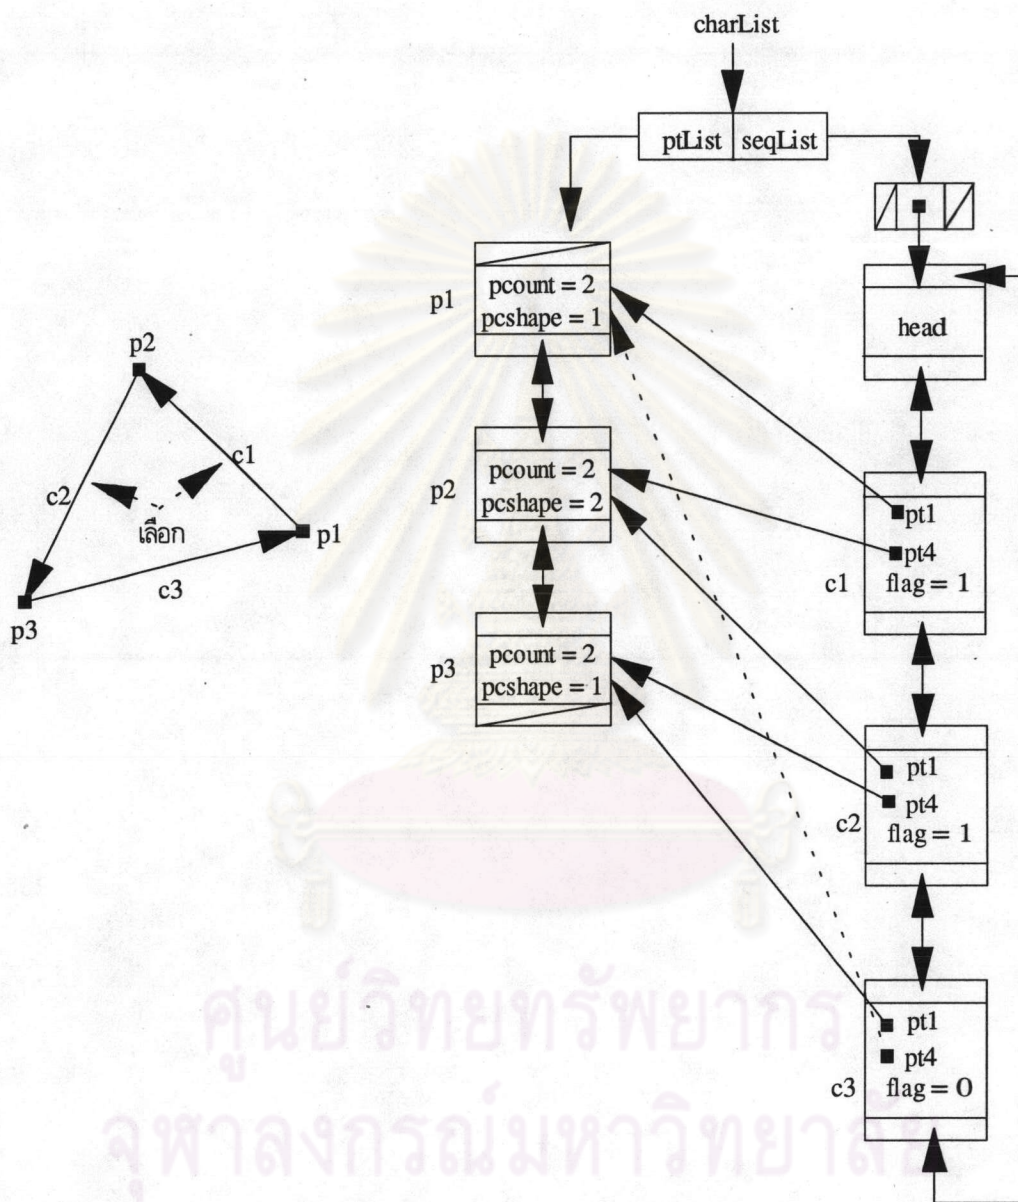 charList
ptList seqList
p1
pcount = 2
pcshape = 1
head
p2
c2
c1
เลือก
p1
c3
p3
p2
pcount = 2
pcshape = 2
pt1
pt4
c1 flag = 1
p3
pcount = 2
pcshape = 1
pt1
pt4
c2 flag = 1
pt1
pt4
c3 flag = 0
ศูนย์วิทยทรัพยากร
จุฬาลงกรณ์มหาวิทยาลัย